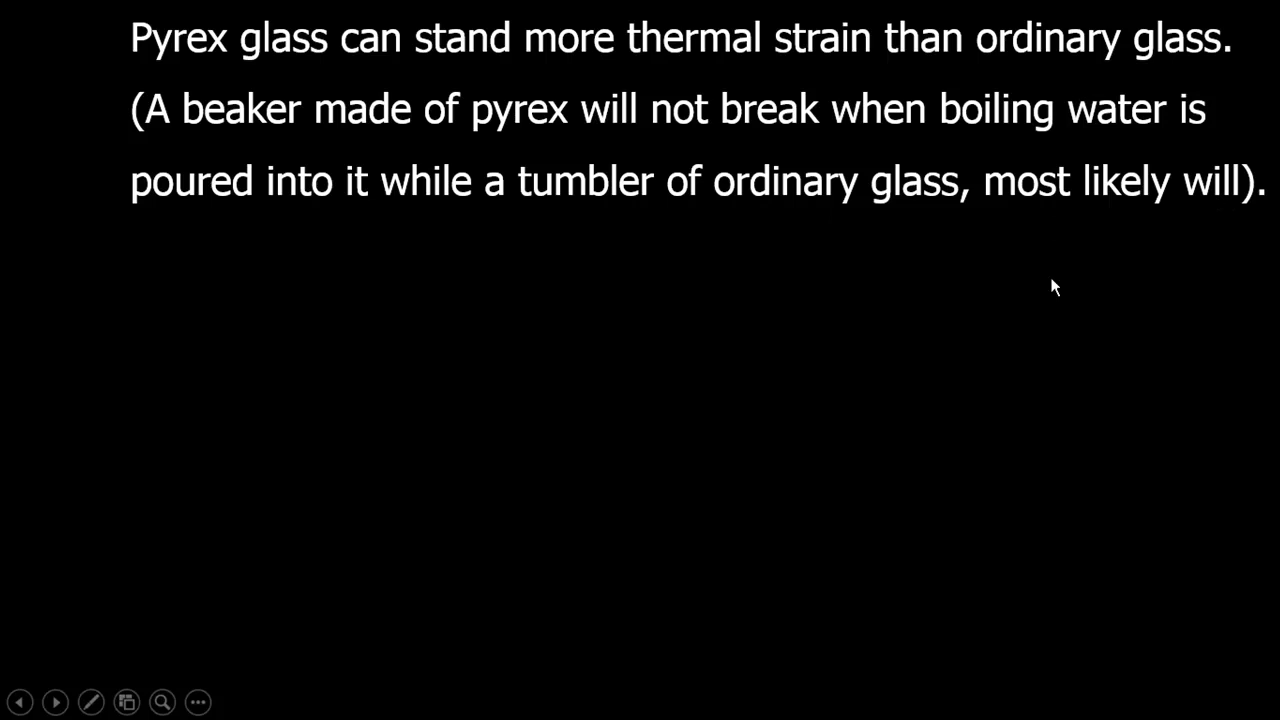 Pyrex glass can stand more thermal strain than ordinary glass.
(A beaker made of pyrex will not break when boiling water is
poured into it while a tumbler of ordinary glass, most likely will).